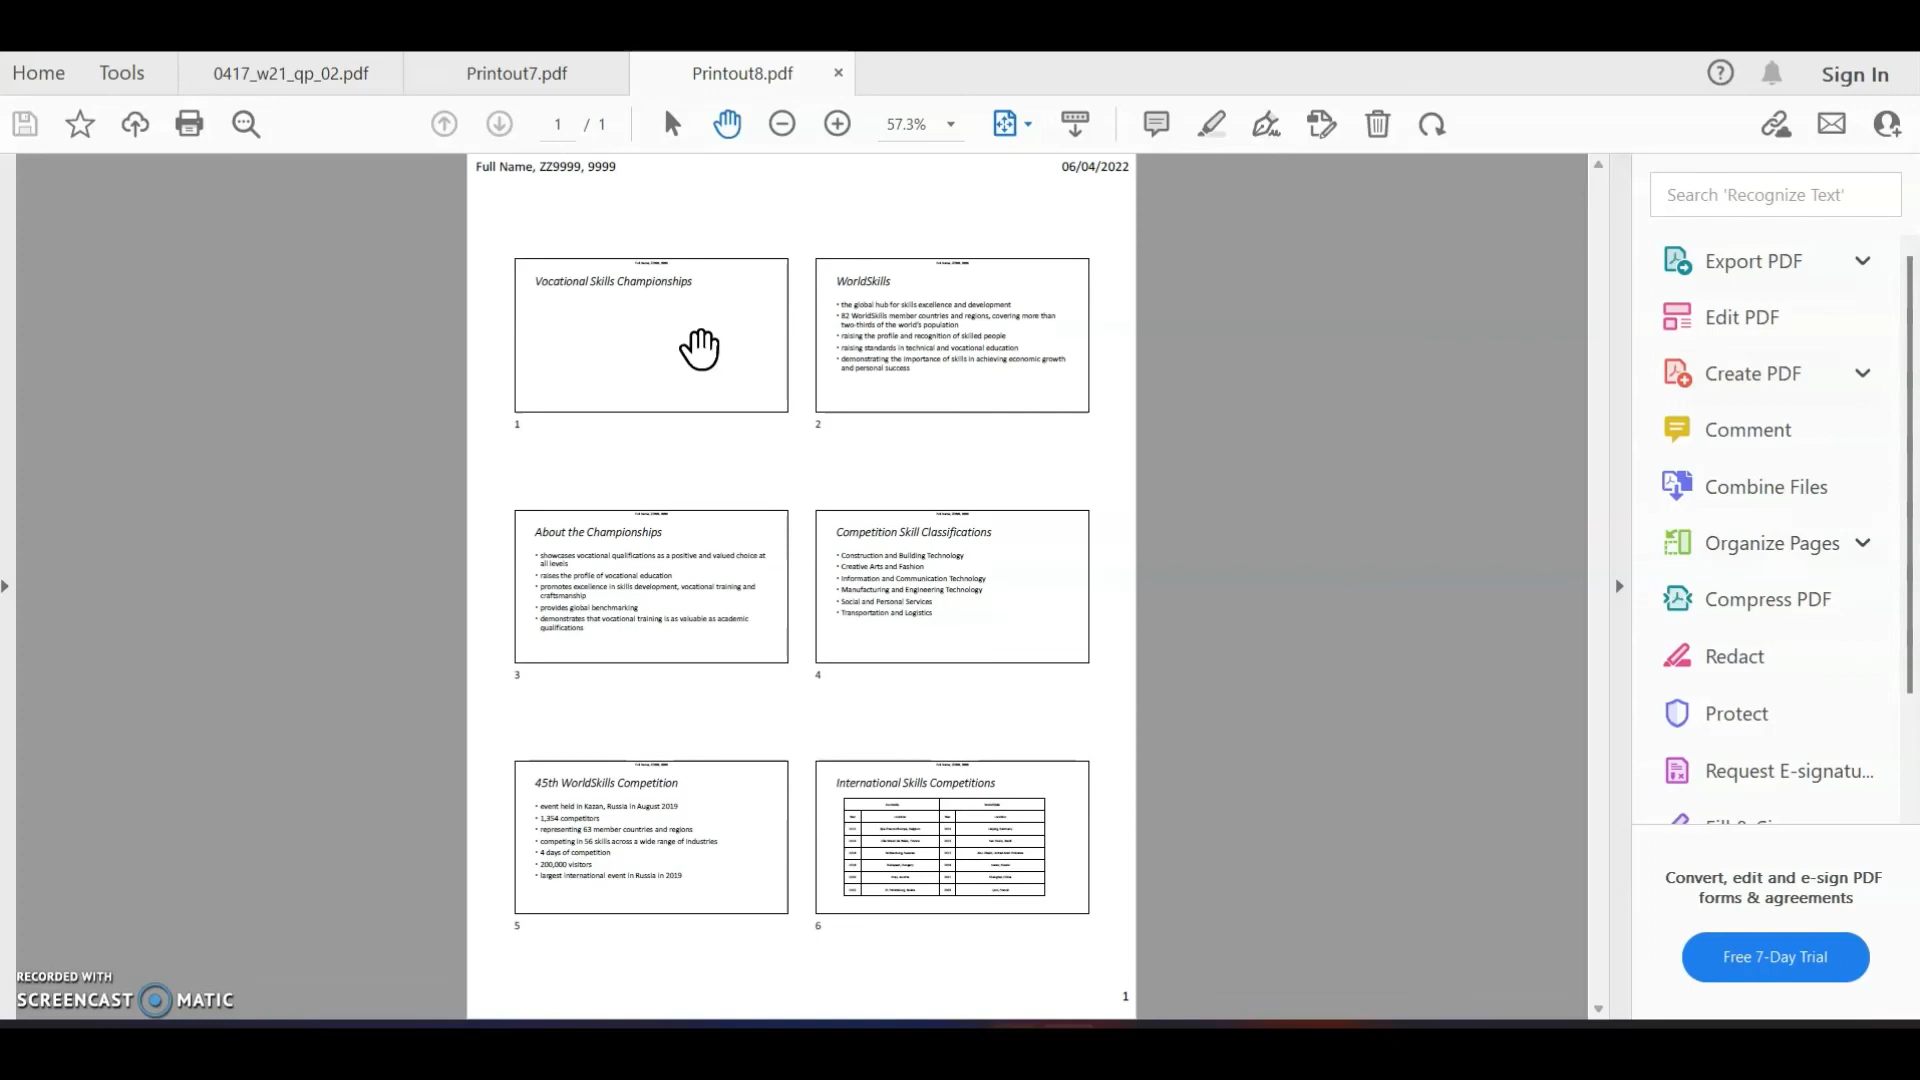 Home Tools 0417_w21_qp_02.pdf Printout7.pdf Printout8.pdf × Sign In
1 / 1 57.3%
Full Name, ZZ9999, 9999 06/04/2022
Search 'Recognize Text'
Export PDF
Edit PDF
Create PDF
Comment
Combine Files
Organize Pages
Compress PDF
Redact
Protect
Request E-signatu...
Convert, edit and e-sign PDF
forms & agreements
Free 7-Day Trial
Vocational Skills Championships
1
WorldSkills
• the global hub for skills excellence and development
• 82 WorldSkills member countries and regions, covering more than
two-thirds of the world's population
• raising the profile and recognition of skilled people
• raising standards in technical and vocational education
• demonstrating the importance of skills in achieving economic growth
and personal success
2
About the Championships
• showcases vocational qualifications as a positive and valued choice at
all levels
• raises the profile of vocational education
• promotes excellence in skills development, vocational training and
craftsmanship
• provides global benchmarking
• demonstrates that vocational training is as valuable as academic
qualifications
3
Competition Skill Classifications
• Construction and Building Technology
• Creative Arts and Fashion
• Information and Communication Technology
• Manufacturing and Engineering Technology
• Social and Personal Services
• Transportation and Logistics
4
45th WorldSkills Competition
• event held in Kazan, Russia in August 2019
• 1,354 competitors
• representing 63 member countries and regions
• competing in 56 skills across a wide range of industries
• 4 days of competition
• 200,000 visitors
• largest international event in Russia in 2019
5
International Skills Competitions
6
1
RECORDED WITH
SCREENCAST MATIC